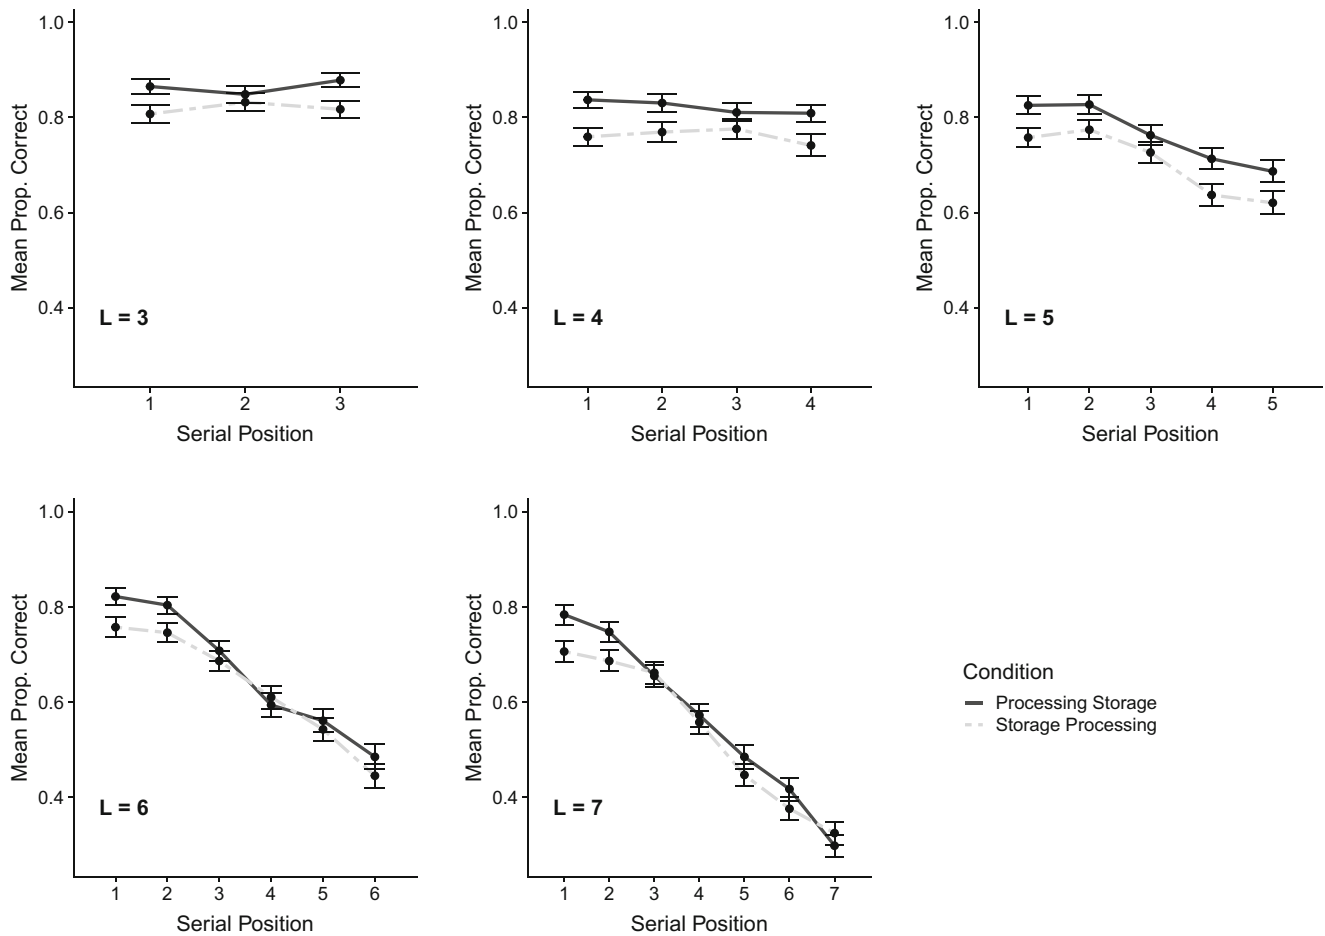 1.0
0.8
0.6
0.4
Mean Prop. Correct
L = 3
1 2 3
Serial Position
1.0
0.8
0.6
0.4
Mean Prop. Correct
L = 4
1 2 3 4
Serial Position
1.0
0.8
0.6
0.4
Mean Prop. Correct
L = 5
1 2 3 4 5
Serial Position
1.0
0.8
0.6
0.4
Mean Prop. Correct
L = 6
1 2 3 4 5 6
Serial Position
1.0
0.8
0.6
0.4
Mean Prop. Correct
L = 7
1 2 3 4 5 6 7
Serial Position
Condition
Processing Storage
Storage Processing